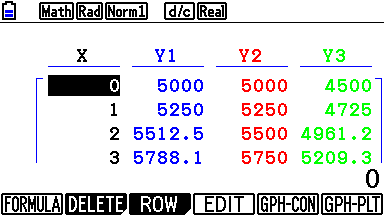 Math Rad Norm1 d/c Real
X Y1 Y2 Y3
0 5000 5000 4500
1 5250 5250 4725
2 5512.5 5500 4961.2
3 5788.1 5750 5209.3
0
FORMULA DELETE ROW EDIT GPH-CON GPH-PLT